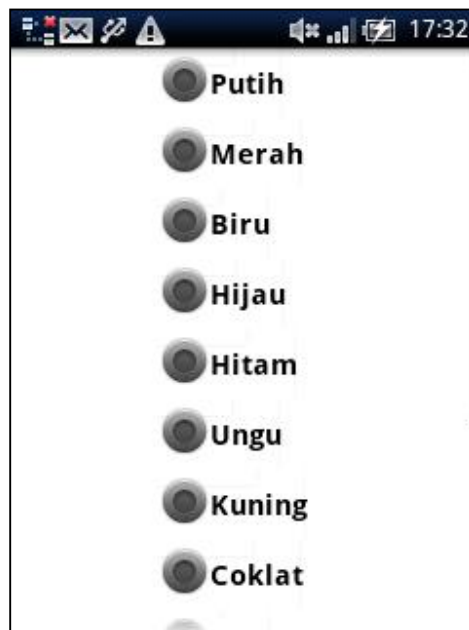 17:32
Putih
Merah
Biru
Hijau
Hitam
Ungu
Kuning
Coklat